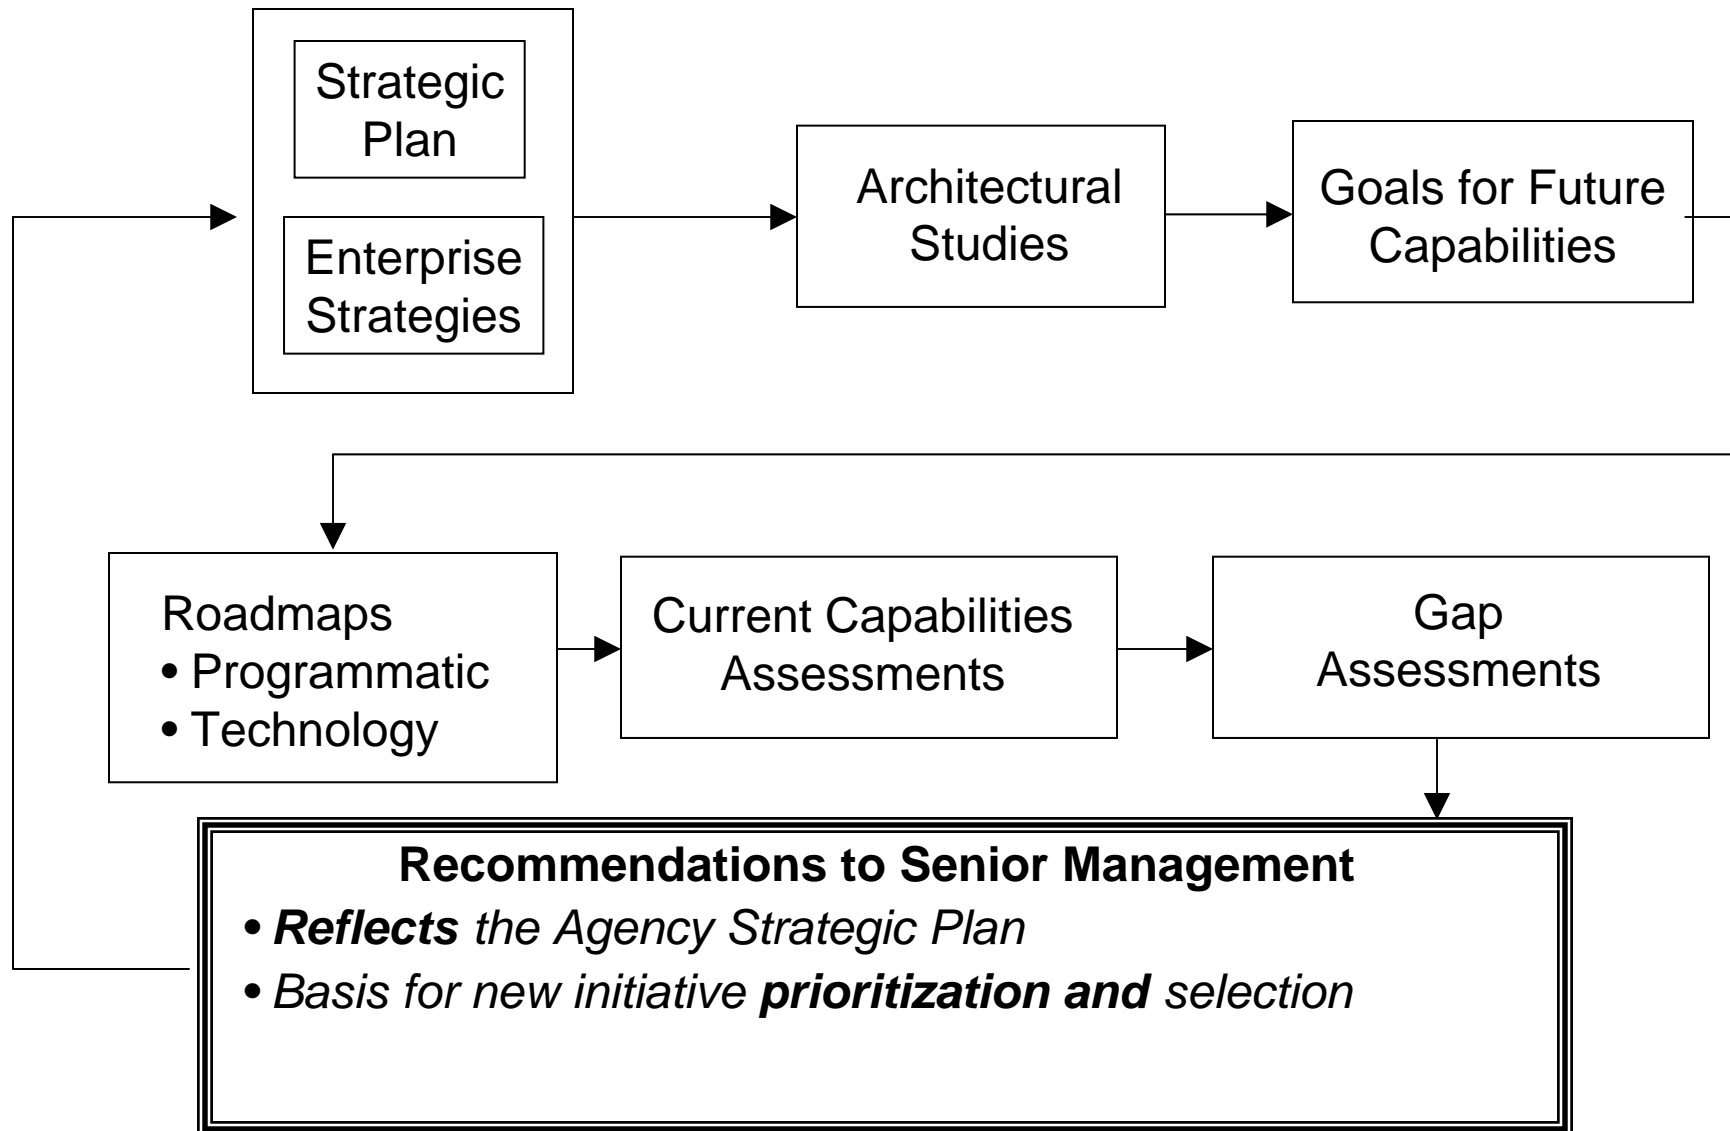 Strategic
Plan
Enterprise
Strategies
Architectural
Studies
Goals for Future
Capabilities
Roadmaps
• Programmatic
• Technology
Current Capabilities
Assessments
Gap
Assessments
Recommendations to Senior Management
• Reflects the Agency Strategic Plan
• Basis for new initiative prioritization and selection